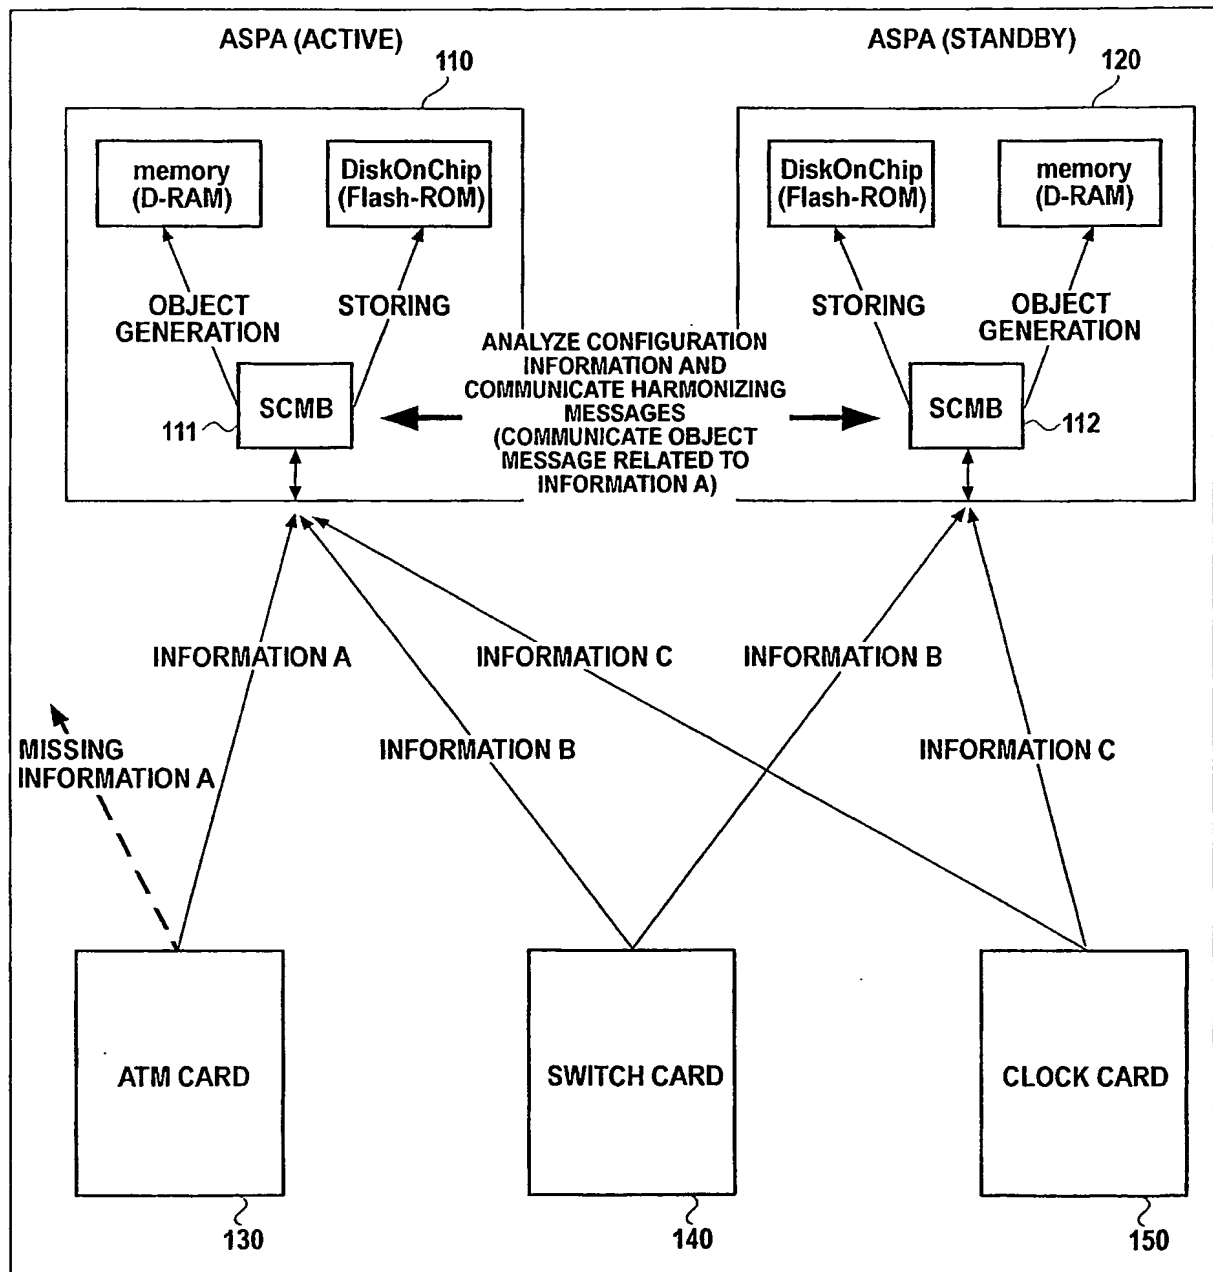 ASPA (ACTIVE)
ASPA (STANDBY)
110
120
memory
(D-RAM)
DiskOnChip
(Flash-ROM)
DiskOnChip
(Flash-ROM)
memory
(D-RAM)
OBJECT
GENERATION
STORING
STORING
OBJECT
GENERATION
ANALYZE CONFIGURATION
INFORMATION AND
COMMUNICATE HARMONIZING
MESSAGES
(COMMUNICATE OBJECT
MESSAGE RELATED TO
INFORMATION A)
SCMB
111
SCMB
112
INFORMATION A
INFORMATION C
INFORMATION B
MISSING
INFORMATION A
INFORMATION B
INFORMATION C
ATM CARD
SWITCH CARD
CLOCK CARD
130
140
150